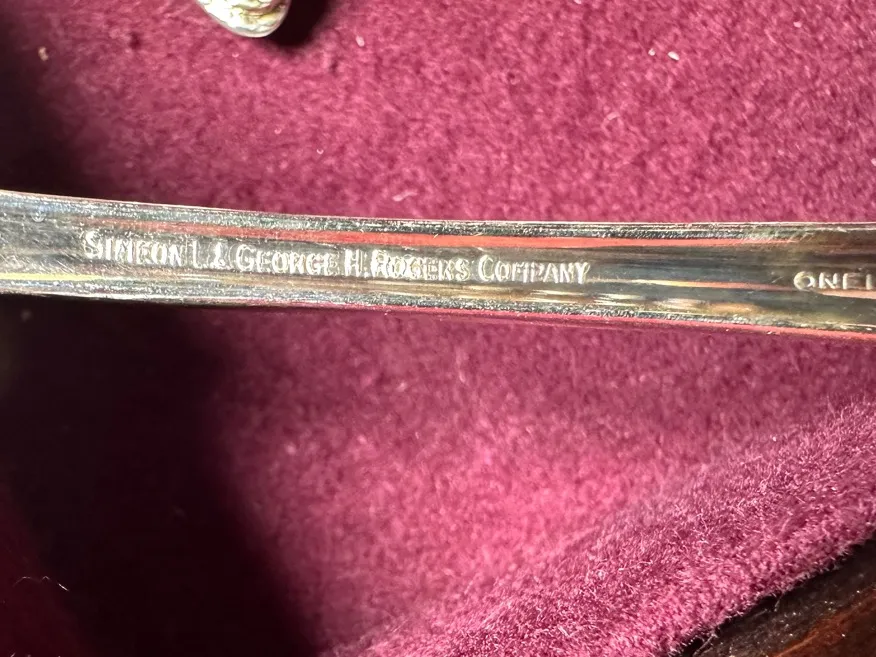 SIMEON L. & GEORGE H. ROGERS COMPANY ONEI